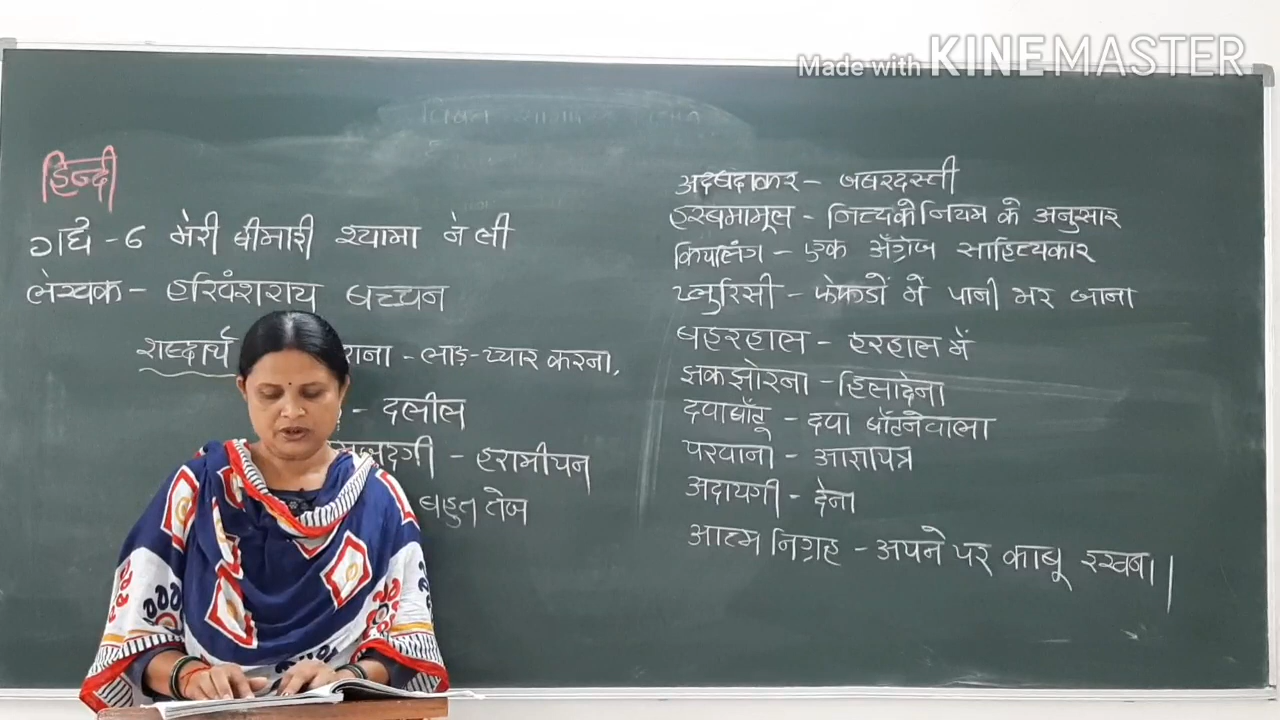 Made with KINEMASTER
हिन्दी
गद्य - 6 मेरी बीमारी श्यामा ने ली
लेखक - हरिवंशराय बच्चन
शब्दार्थ राना - लाड़-प्यार करना,
- दलील
जदगी - हरामीपन
बहुत तेज
अदबदाकर - जबरदस्ती
हस्बमामूल - नित्य के नियम के अनुसार
किपलिंग - एक अँग्रेज साहित्यकार
प्लुरिसी - फेफडों में पानी भर जाना
बहरहाल - हरहाल में
झकझोरना - हिलादेना
दवाबाँटू - दवा बाँटनेवाला
परवाना - आज्ञापत्र
अदायगी - देना
आत्म निग्रह - अपने पर काबू रखना।